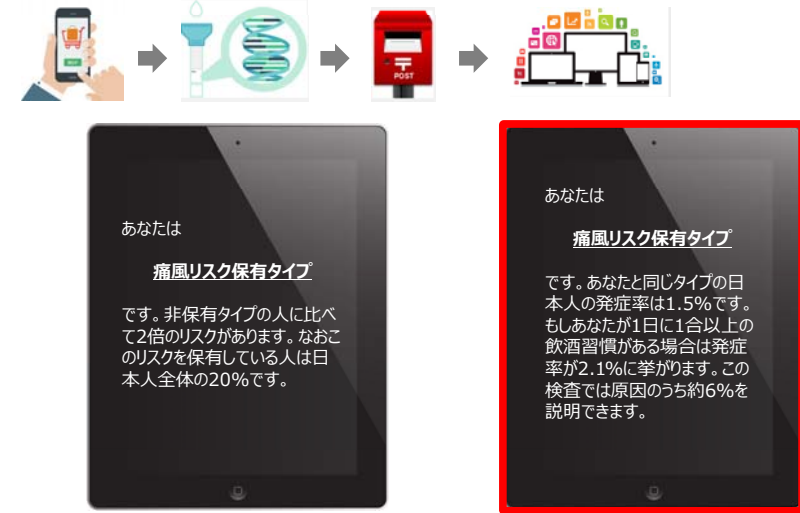 BUY
POST
あなたは
痛風リスク保有タイプ
です。非保有タイプの人に比べ
て2倍のリスクがあります。なおこ
のリスクを保有している人は日
本人全体の20%です。
あなたは
痛風リスク保有タイプ
です。あなたと同じタイプの日
本人の発症率は1.5%です。
もしあなたが1日に1合以上の
飲酒習慣がある場合は発症
率が2.1%に挙がります。この
検査では原因のうち約6%を
説明できます。